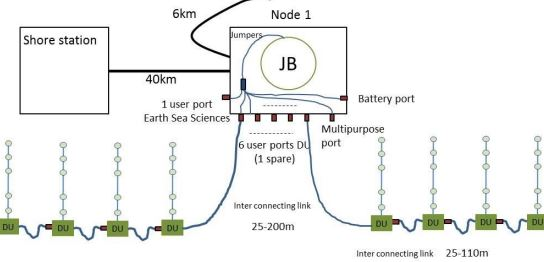 6km
Node 1
Shore station
Jumpers
JB
40km
1 user port
Earth Sea Sciences
Battery port
Multipurpose
port
6 user ports DU
(1 spare)
Inter connecting link
25-200m
DU
DU
DU
DU
DU
DU
DU
DU
Inter connecting link 25-110m